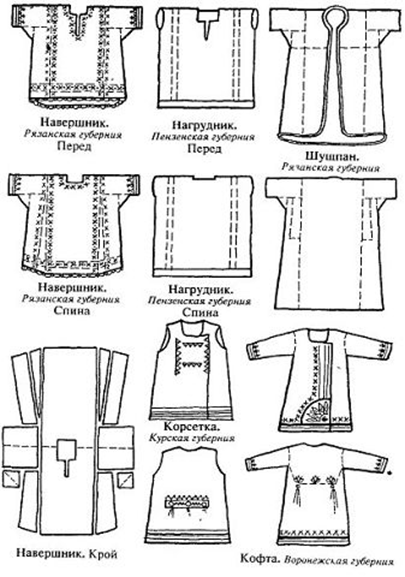 Навершник.
Рязанская губерния
Перед
Нагрудник.
Пензенская губерния
Перед
Шушпан.
Рязанская губерния
Навершник.
Рязанская губерния
Спина
Нагрудник.
Пензенская губерния
Спина
Корсетка.
Курская губерния
Навершник. Крой
Кофта. Воронежская губерния